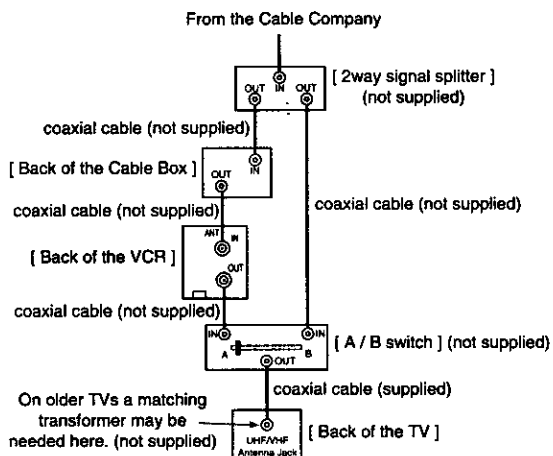 From the Cable Company
[ 2way signal splitter ]
(not supplied)
IN
OUT
OUT
coaxial cable (not supplied)
[ Back of the Cable Box ]
IN
OUT
coaxial cable (not supplied)
coaxial cable (not supplied)
[ Back of the VCR ]
ANT
IN
OUT
coaxial cable (not supplied)
IN
IN
[ A / B switch ] (not supplied)
A
B
OUT
coaxial cable (supplied)
On older TVs a matching
transformer may be
needed here. (not supplied)
[ Back of the TV ]
UHF/VHF
Antenna Jack